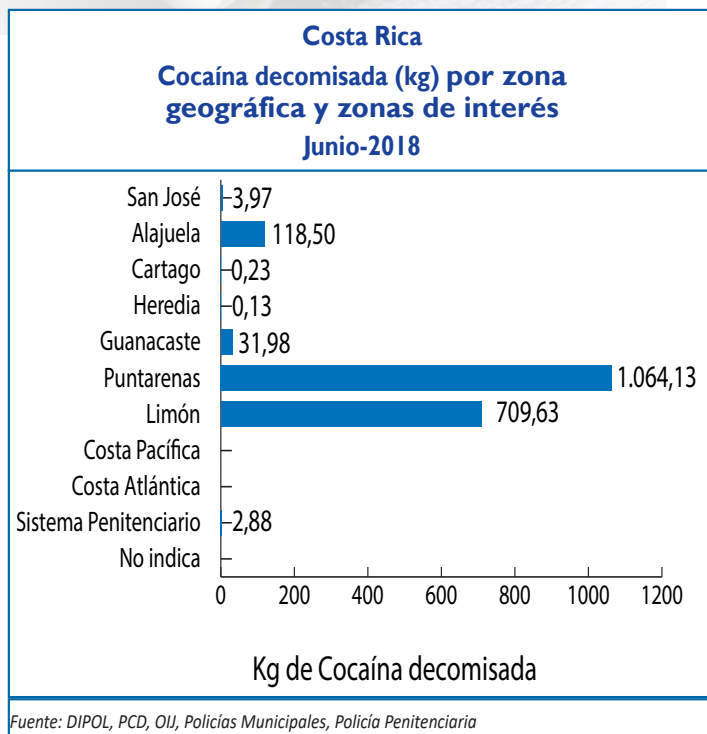 Costa Rica
Cocaína decomisada (kg) por zona
geográfica y zonas de interés
Junio-2018
San José 3,97
Alajuela 118,50
Cartago 0,23
Heredia 0,13
Guanacaste 31,98
Puntarenas 1.064,13
Limón 709,63
Costa Pacífica
Costa Atlántica
Sistema Penitenciario 2,88
No indica
0 200 400 600 800 1000 1200
Kg de Cocaína decomisada
Fuente: DIPOL, PCD, OIJ, Policías Municipales, Policía Penitenciaria